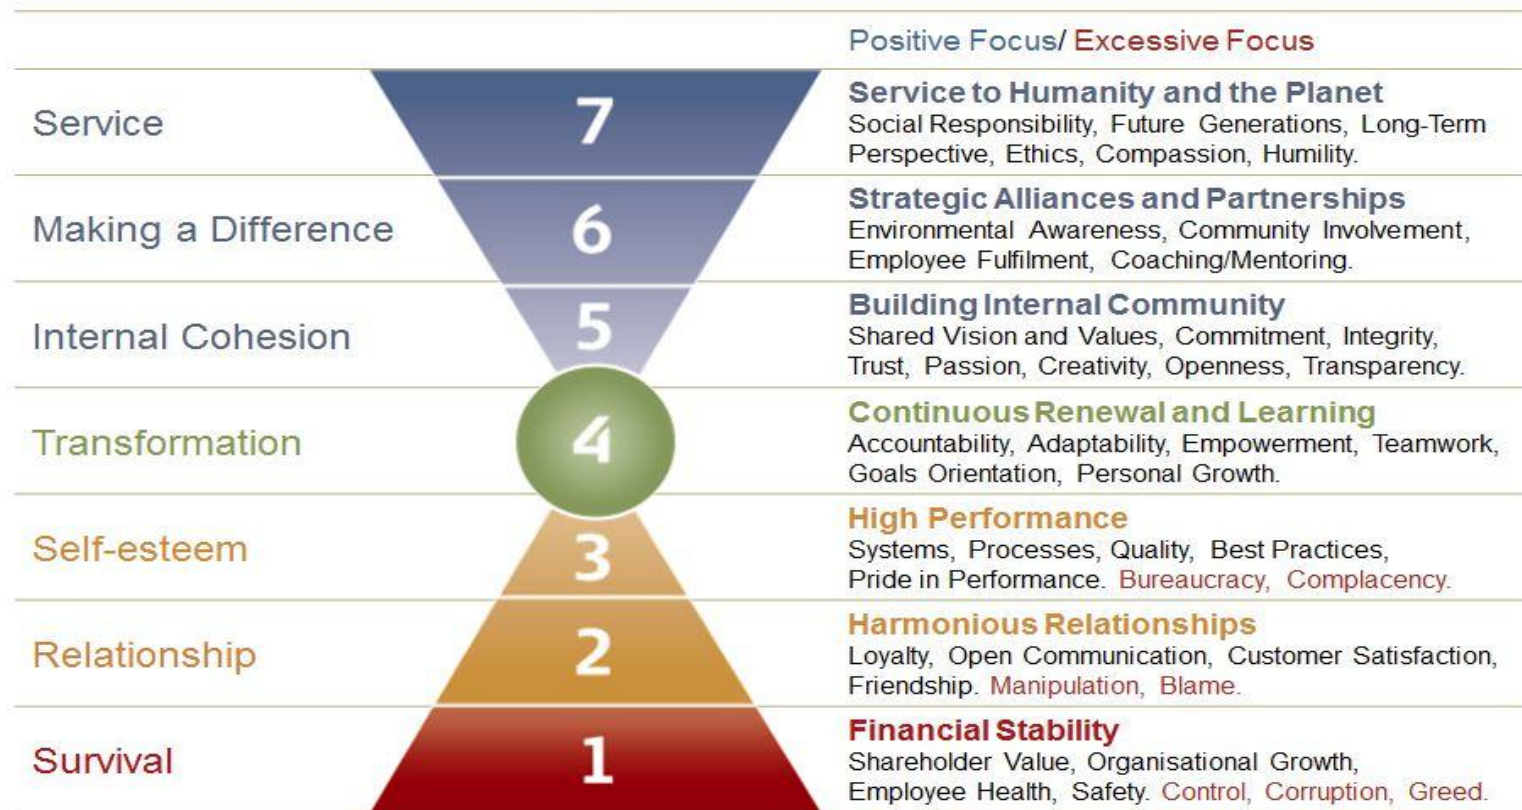 Positive Focus/ Excessive Focus
Service
7
Service to Humanity and the Planet
Social Responsibility, Future Generations, Long-Term
Perspective, Ethics, Compassion, Humility.
Making a Difference
6
Strategic Alliances and Partnerships
Environmental Awareness, Community Involvement,
Employee Fulfilment, Coaching/Mentoring.
Internal Cohesion
5
Building Internal Community
Shared Vision and Values, Commitment, Integrity,
Trust, Passion, Creativity, Openness, Transparency.
Transformation
4
Continuous Renewal and Learning
Accountability, Adaptability, Empowerment, Teamwork,
Goals Orientation, Personal Growth.
Self-esteem
3
High Performance
Systems, Processes, Quality, Best Practices,
Pride in Performance. Bureaucracy, Complacency.
Relationship
2
Harmonious Relationships
Loyalty, Open Communication, Customer Satisfaction,
Friendship. Manipulation, Blame.
Survival
1
Financial Stability
Shareholder Value, Organisational Growth,
Employee Health, Safety. Control, Corruption, Greed.